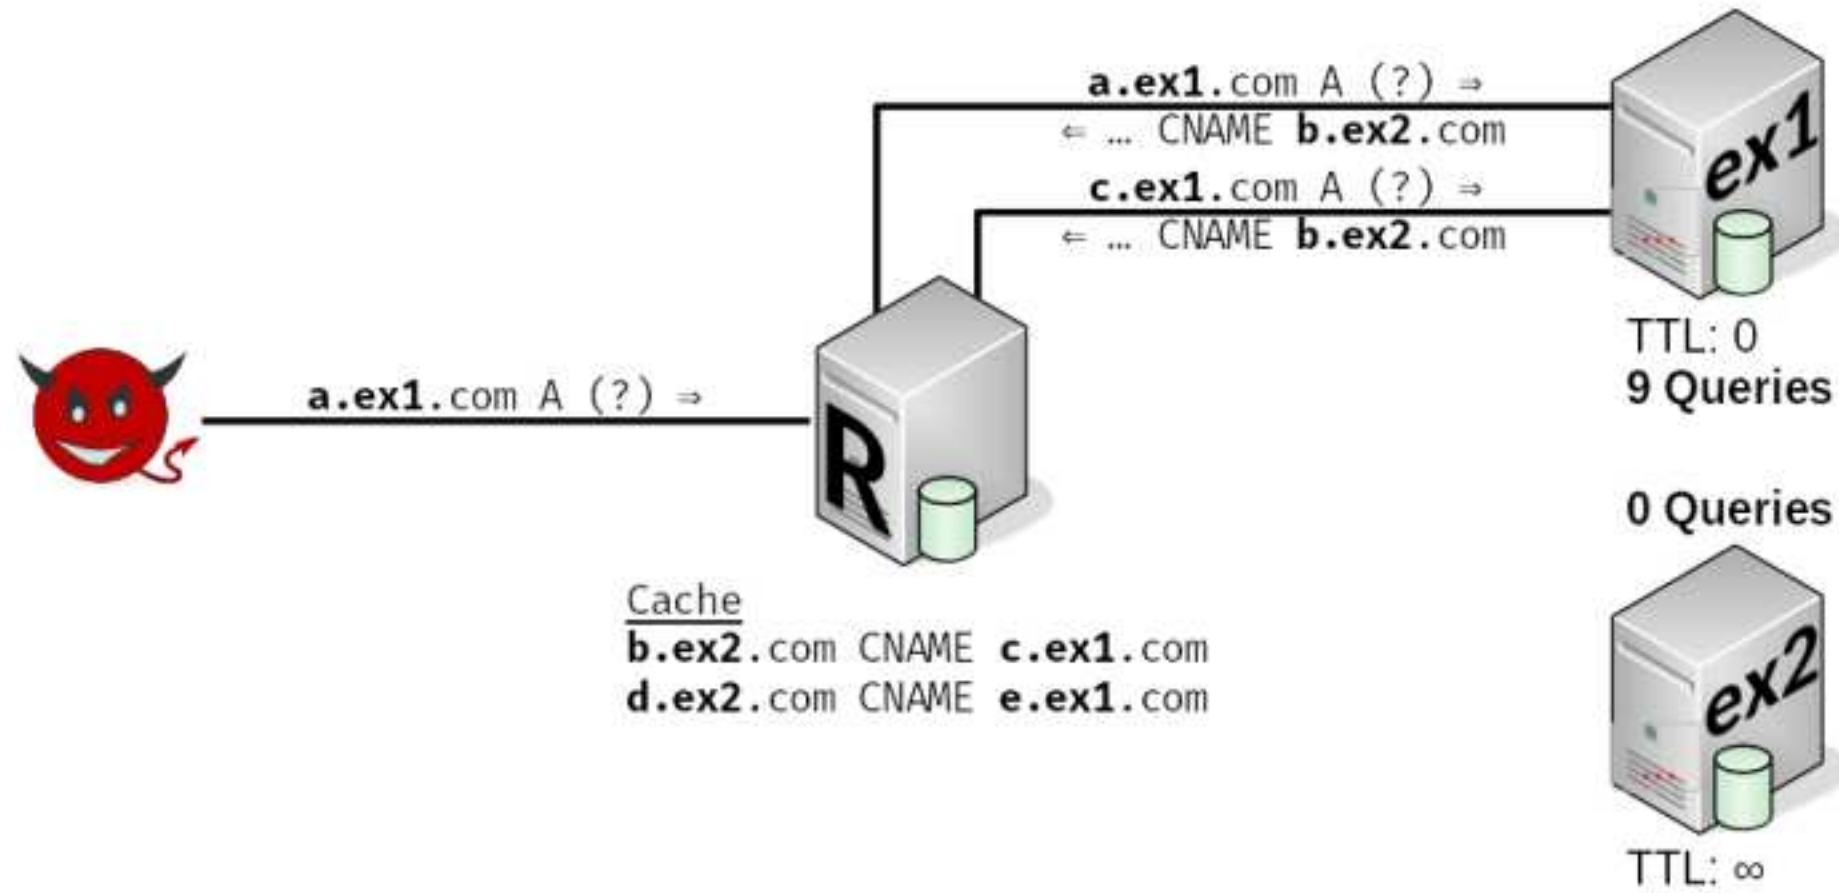 a.ex1.com A (?) ⇒
⇐ … CNAME b.ex2.com
c.ex1.com A (?) ⇒
⇐ … CNAME b.ex2.com
ex1
TTL: 0
9 Queries
a.ex1.com A (?) ⇒
R
0 Queries
Cache
b.ex2.com CNAME c.ex1.com
d.ex2.com CNAME e.ex1.com
ex2
TTL: ∞